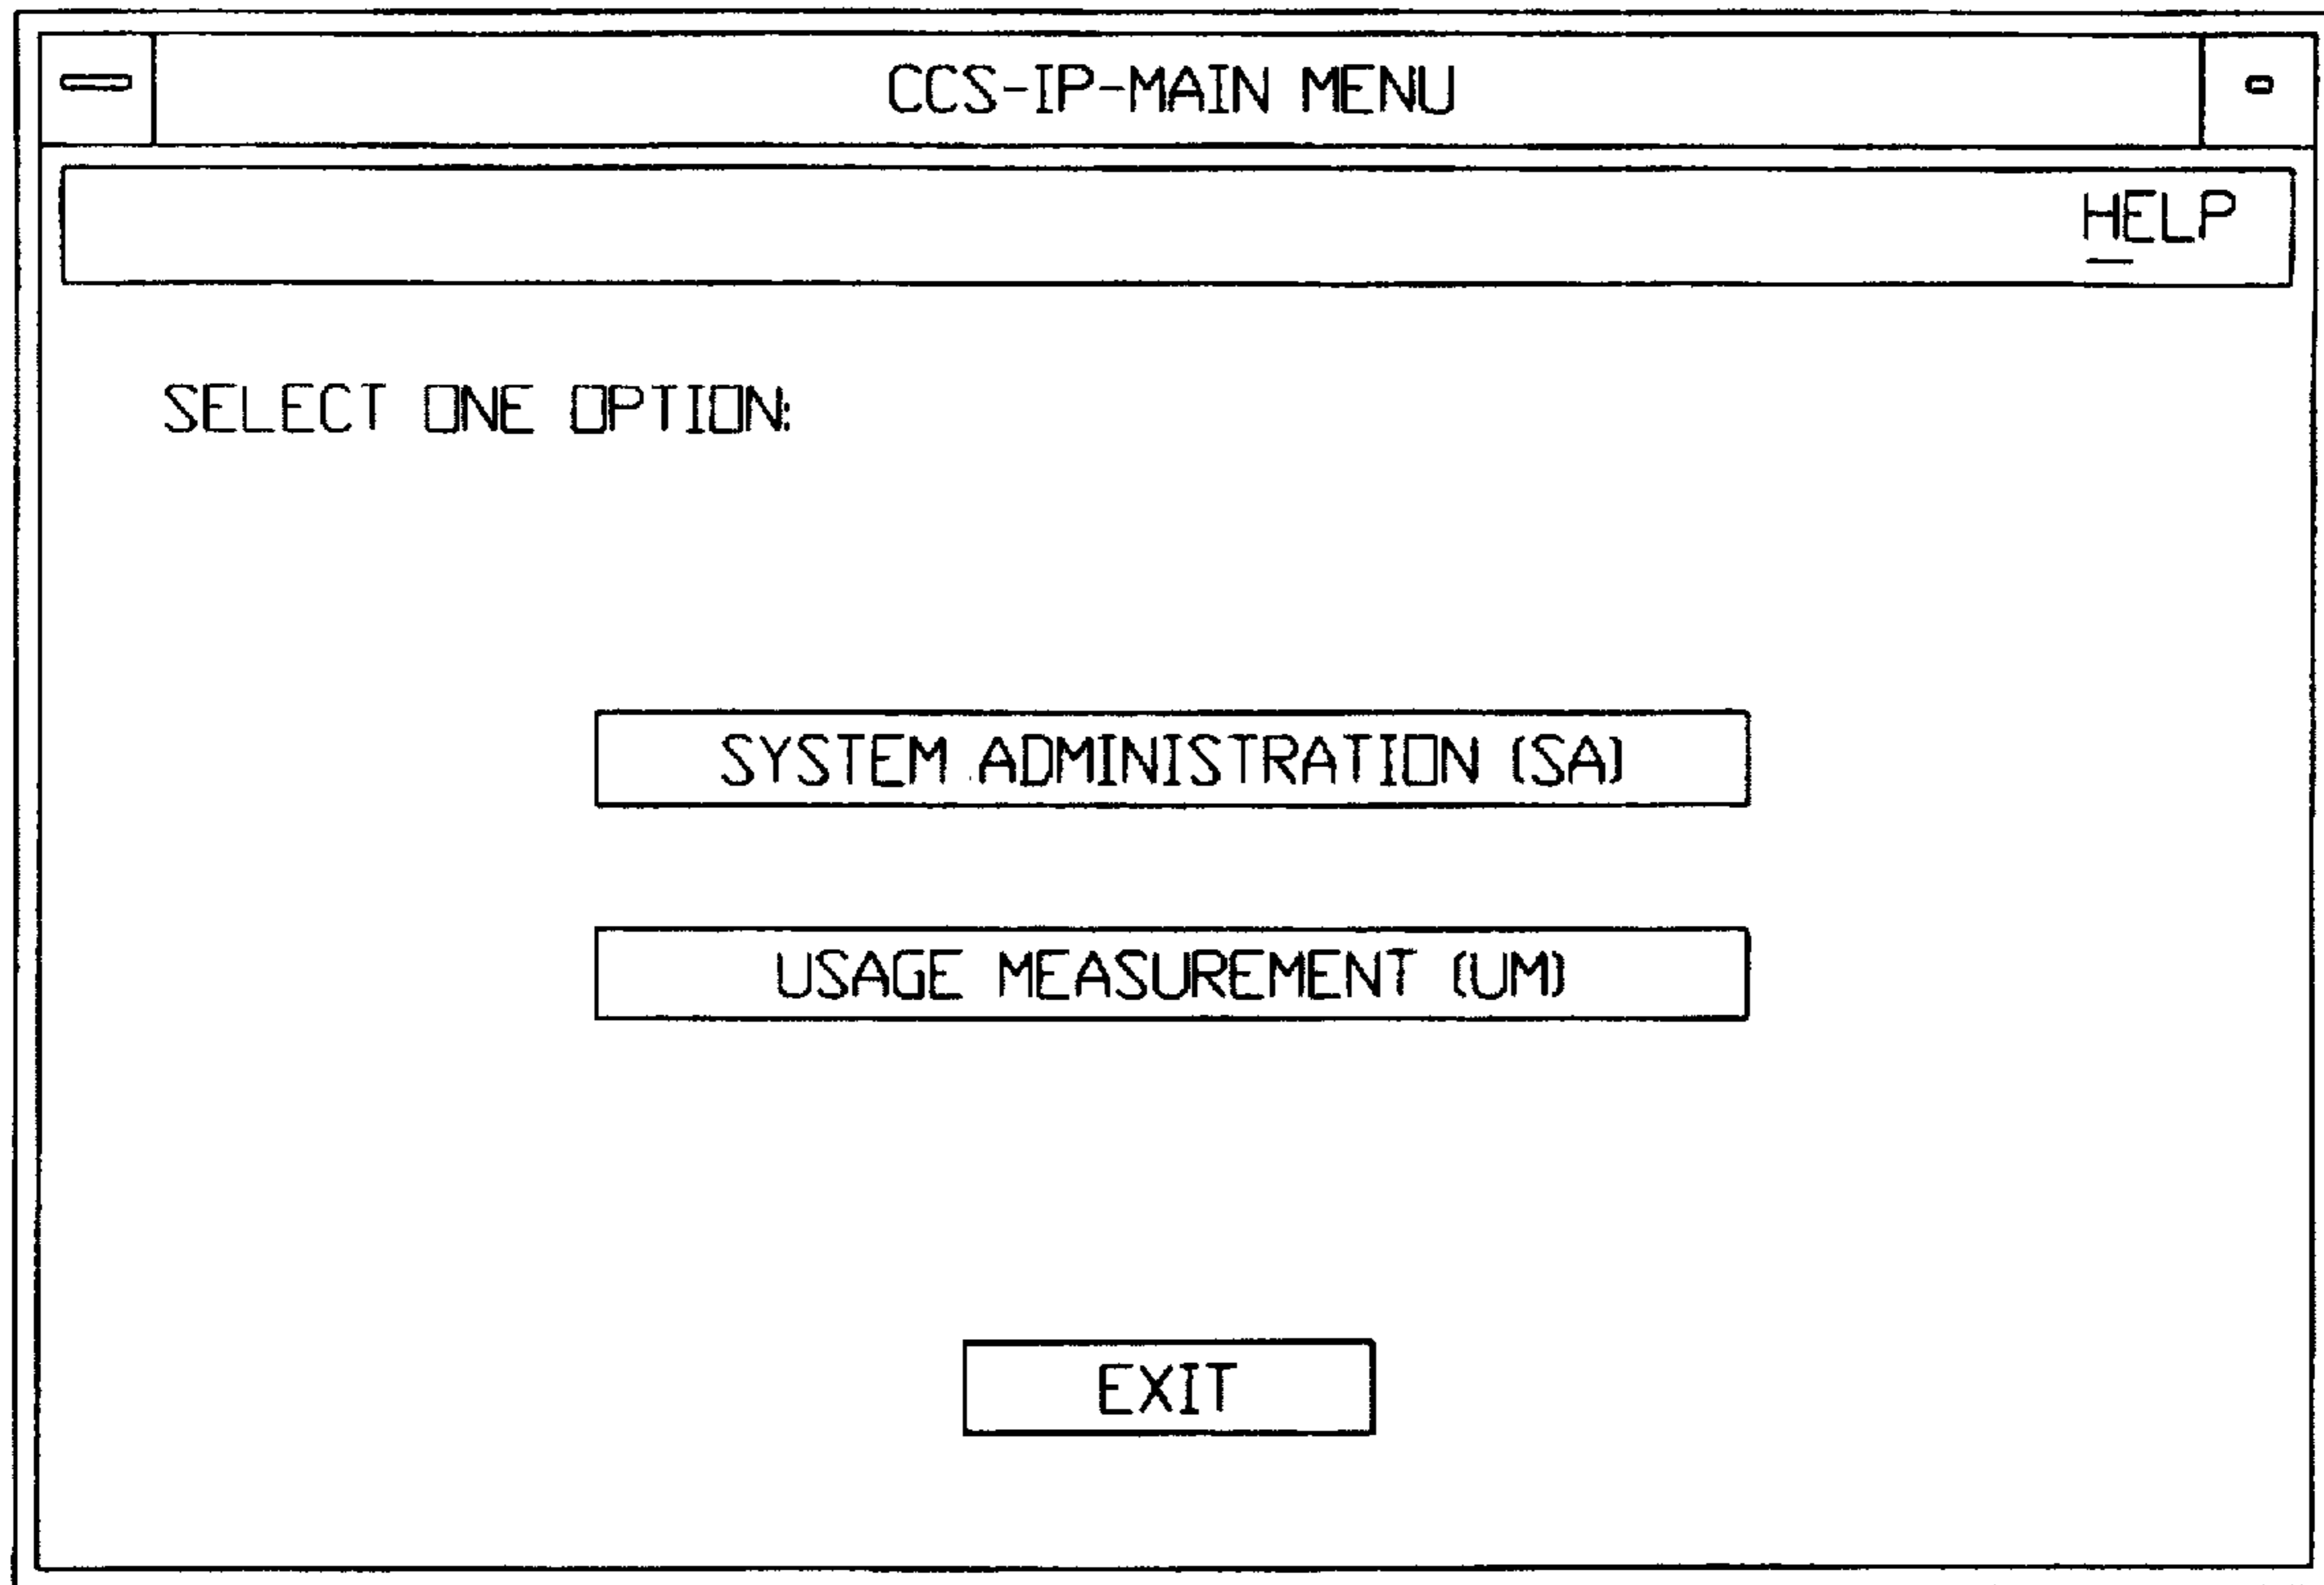 CCS-IP-MAIN MENU
HELP
SELECT ONE OPTION:
SYSTEM ADMINISTRATION (SA)
USAGE MEASUREMENT (UM)
EXIT